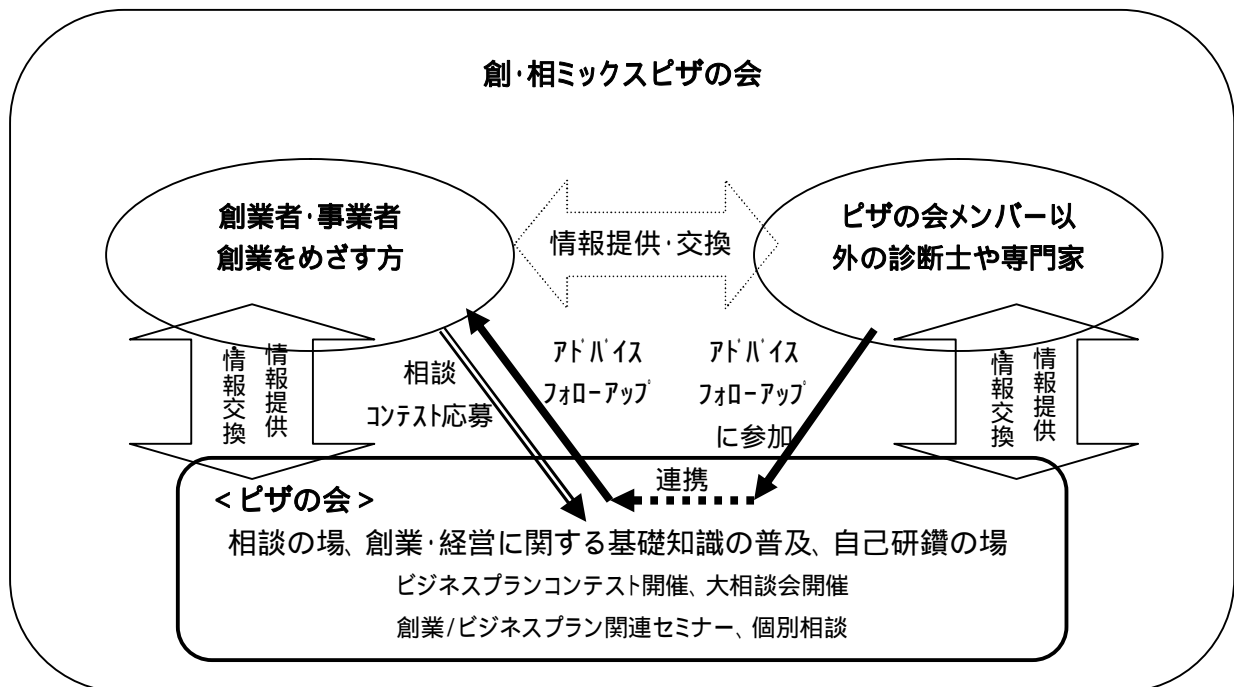 創・相ミックスピザの会
創業者・事業者
創業をめざす方
情報提供・交換
ピザの会メンバー以
外の診断士や専門家
情報提供
・情報交換
相談
コンテスト応募
アドバイス
フォローアップ
アドバイス
フォローアップ
に参加
情報提供
・情報交換
連携
<ピザの会>
相談の場、創業・経営に関する基礎知識の普及、自己研鑽の場
ビジネスプランコンテスト開催、大相談会開催
創業/ビジネスプラン関連セミナー、個別相談